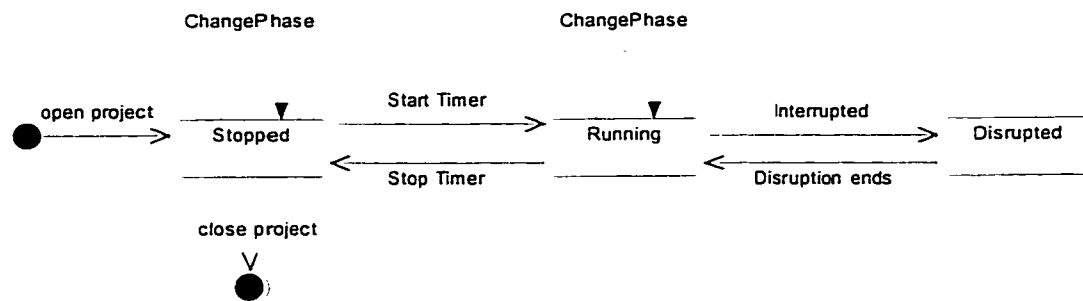 ChangePhase
ChangePhase
open project
Start Timer
Interrupted
Stopped
Running
Disrupted
Stop Timer
Disruption ends
close project